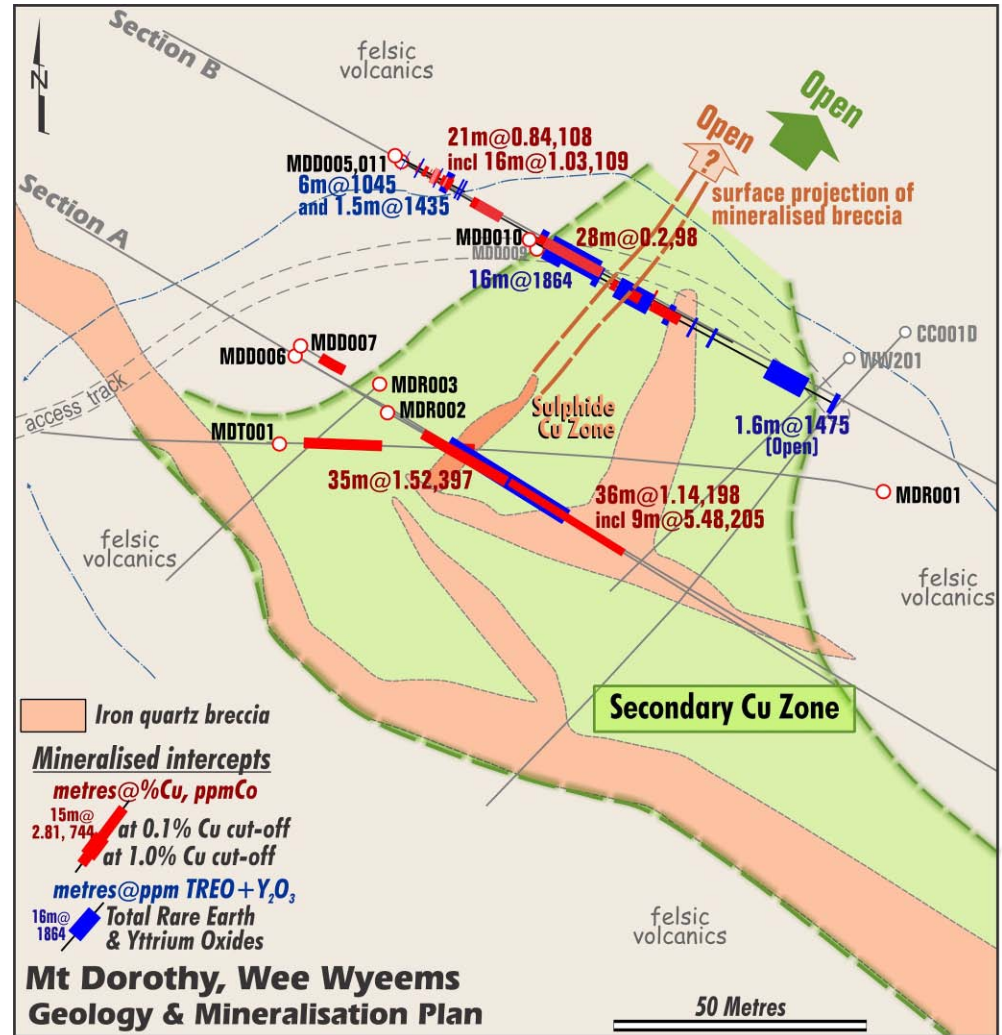 Section B
felsic
volcanics
N
Open
Open
?
21m@0.84,108
incl 16m@1.03,109
MDD005,011
6m@1045
and 1.5m@1435
surface projection of
mineralised breccia
Section A
MDD010
MDD009
28m@0.2,98
16m@1864
CC001D
WW201
MDD007
MDD006
MDR003
MDR002
access track
Sulphide
Cu Zone
MDT001
1.6m@1475
(Open)
35m@1.52,397
36m@1.14,198
incl 9m@5.48,205
MDR001
felsic
volcanics
felsic
volcanics
Secondary Cu Zone
Iron quartz breccia
Mineralised intercepts
metres@%Cu, ppmCo
15m@
2.81, 744
at 0.1% Cu cut-off
at 1.0% Cu cut-off
metres@ppm TREO+Y₂O₃
16m@
1864
Total Rare Earth
& Yttrium Oxides
felsic
volcanics
Mt Dorothy, Wee Wyeems
Geology & Mineralisation Plan
50 Metres